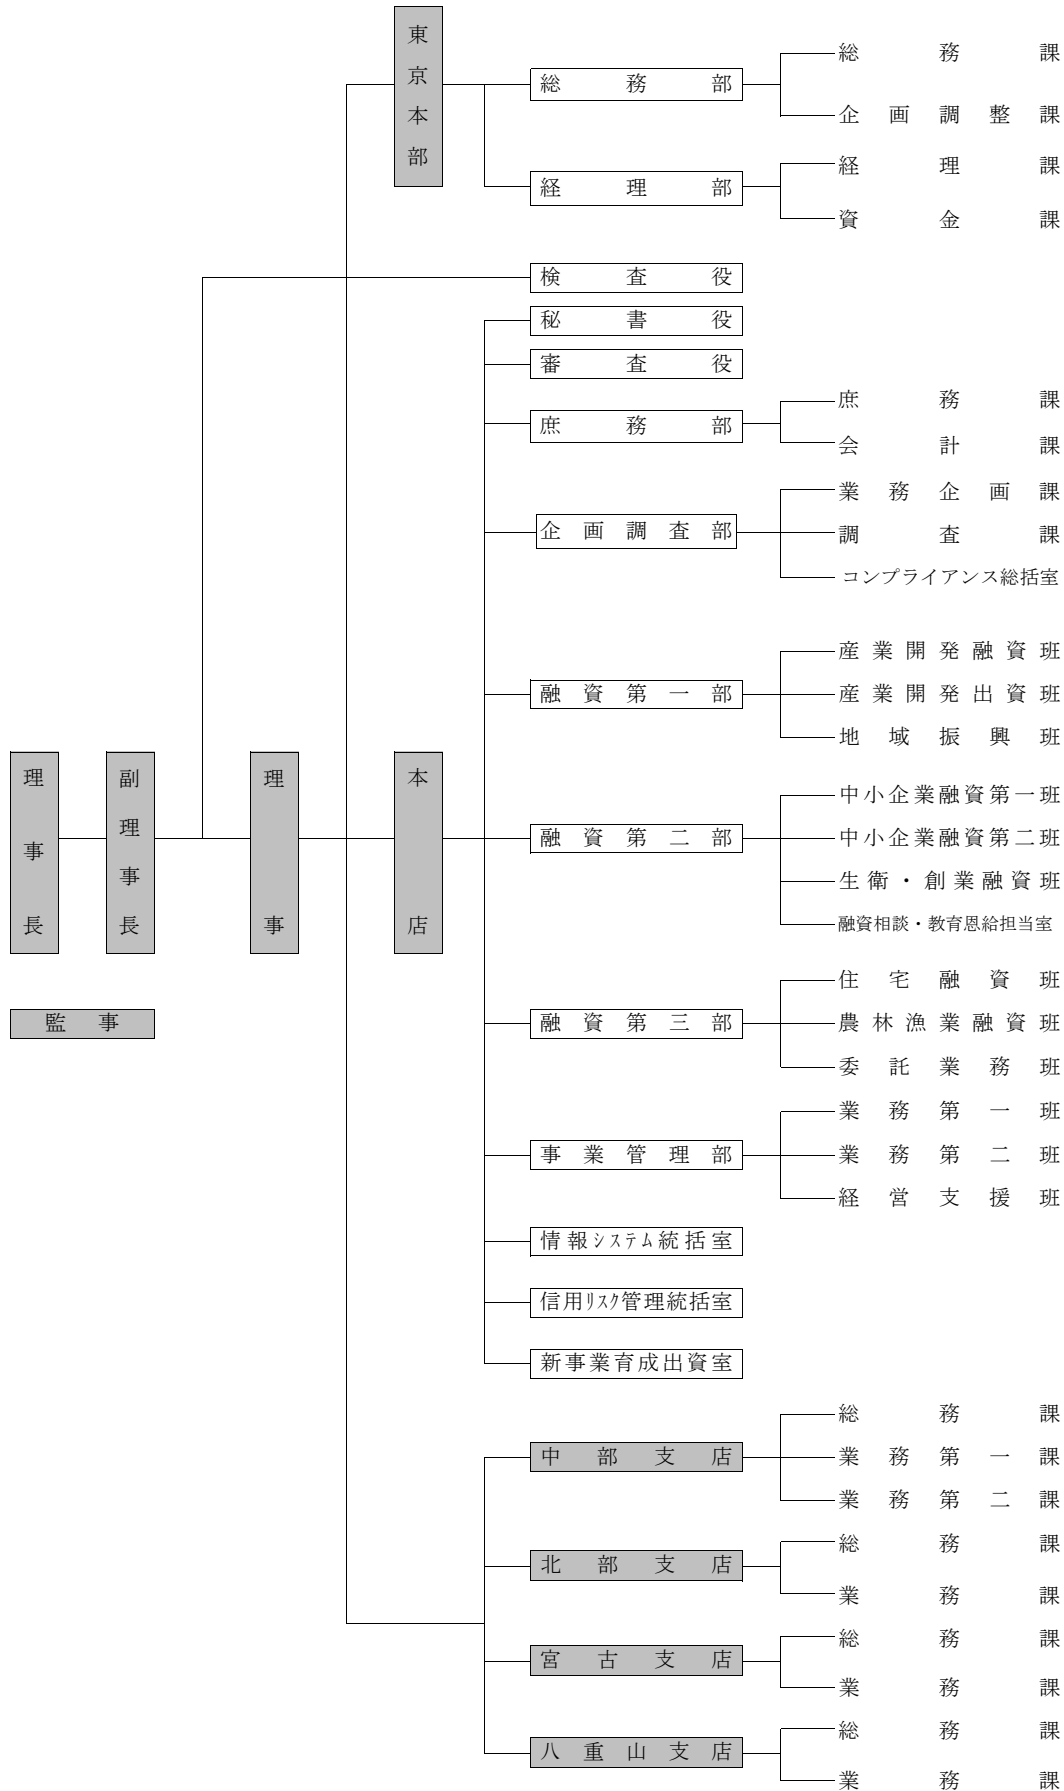 東京本部
総務部
総務課
企画調整課
経理部
経理課
資金課
検査役
秘書役
審査役
庶務部
庶務課
会計課
企画調査部
業務企画課
調査課
コンプライアンス総括室
融資第一部
産業開発融資班
産業開発出資班
地域振興班
理事長
副理事長
理事
本店
融資第二部
中小企業融資第一班
中小企業融資第二班
生衛・創業融資班
融資相談・教育恩給担当室
監事
融資第三部
住宅融資班
農林漁業融資班
委託業務班
事業管理部
業務第一班
業務第二班
経営支援班
情報システム統括室
信用リスク管理統括室
新事業育成出資室
中部支店
総務課
業務第一課
業務第二課
北部支店
総務課
業務課
宮古支店
総務課
業務課
八重山支店
総務課
業務課